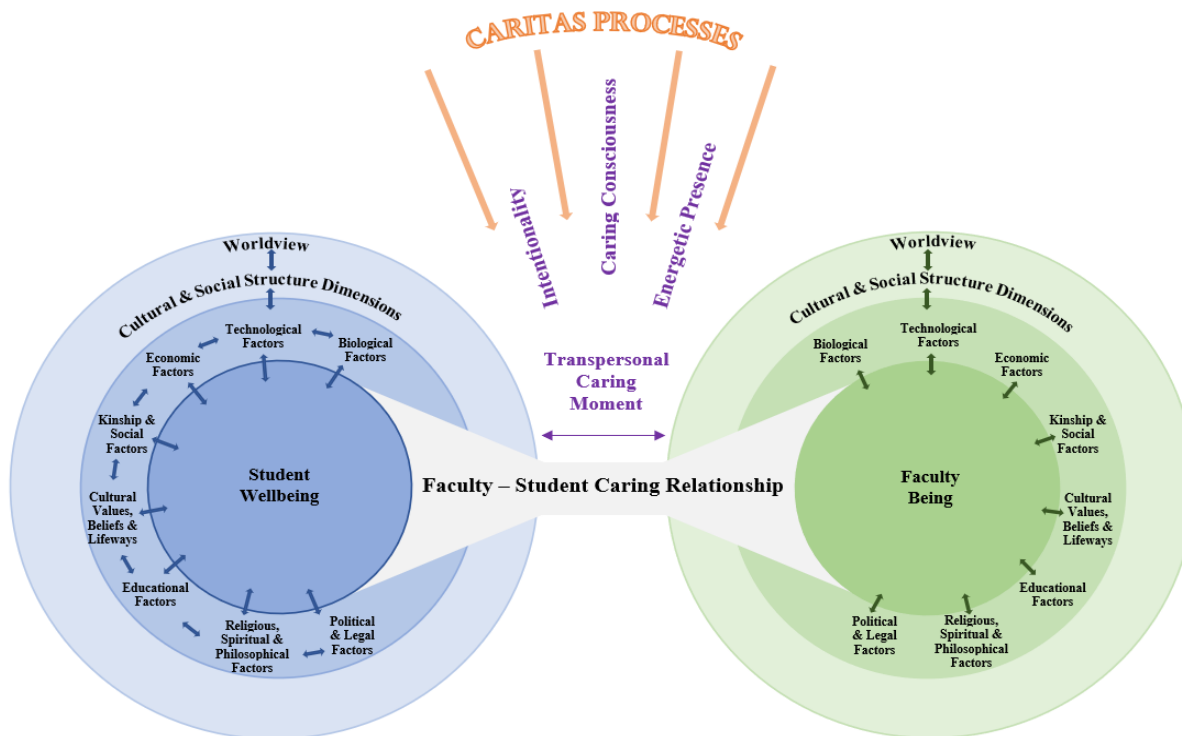 CARITAS PROCESSES
Intentionality
Caring Consciousness
Energetic Presence
Transpersonal
Caring
Moment
Faculty – Student Caring Relationship
Worldview
Cultural & Social Structure Dimensions
Technological
Factors
Biological
Factors
Economic
Factors
Kinship &
Social
Factors
Cultural
Values,
Beliefs &
Lifeways
Educational
Factors
Religious,
Spiritual &
Philosophical
Factors
Political
& Legal
Factors
Student
Wellbeing
Worldview
Cultural & Social Structure Dimensions
Biological
Factors
Technological
Factors
Economic
Factors
Kinship &
Social
Factors
Cultural
Values,
Beliefs &
Lifeways
Educational
Factors
Religious,
Spiritual &
Philosophical
Factors
Political
& Legal
Factors
Faculty
Being